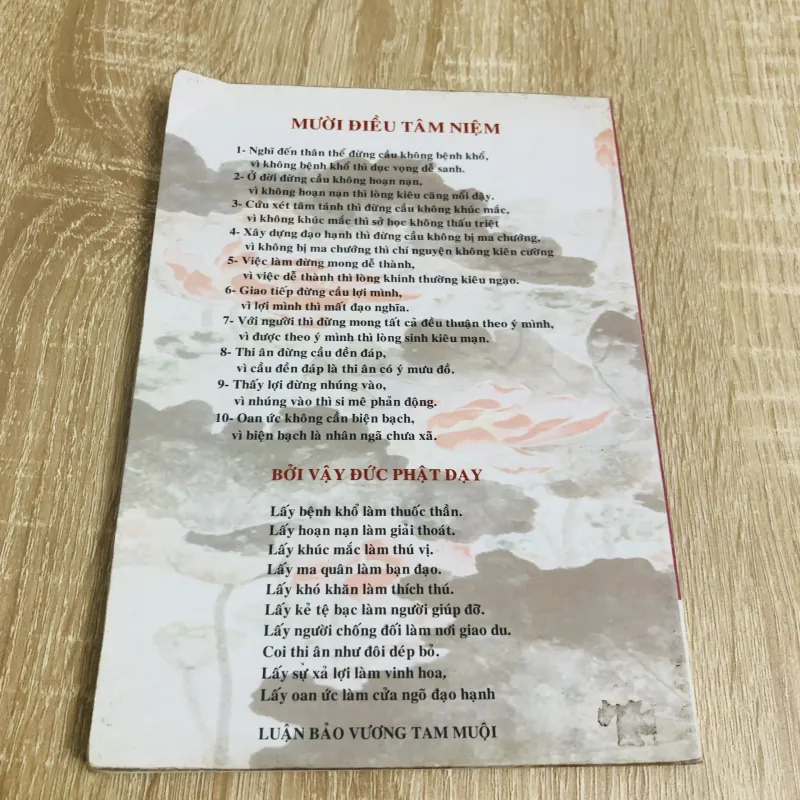 MƯỜI ĐIỀU TÂM NIỆM
1- Nghĩ đến thân thể đừng cầu không bệnh khổ,
vì không bệnh khổ thì dục vọng dễ sanh.
2- Ở đời đừng cầu không hoạn nạn,
vì không hoạn nạn thì lòng kiêu căng nổi dậy.
3- Cứu xét tâm tánh thì đừng cầu không khúc mắc,
vì không khúc mắc thì sở học không thấu triệt
4- Xây dựng đạo hạnh thì đừng cầu không bị ma chướng,
vì không bị ma chướng thì chí nguyện không kiên cường
5- Việc làm đừng mong dễ thành,
vì việc dễ thành thì lòng khinh thường kiêu ngạo.
6- Giao tiếp đừng cầu lợi mình,
vì lợi mình thì mất đạo nghĩa.
7- Với người thì đừng mong tất cả đều thuận theo ý mình,
vì được theo ý mình thì lòng sinh kiêu mạn.
8- Thi ân đừng cầu đền đáp,
vì cầu đền đáp là thi ân có ý mưu đồ.
9- Thấy lợi đừng nhúng vào,
vì nhúng vào thì si mê phản động.
10- Oan ức không cần biện bạch,
vì biện bạch là nhân ngã chưa xã.
BỞI VẬY ĐỨC PHẬT DẠY
Lấy bệnh khổ làm thuốc thần.
Lấy hoạn nạn làm giải thoát.
Lấy khúc mắc làm thú vị.
Lấy ma quân làm bạn đạo.
Lấy khó khăn làm thích thú.
Lấy kẻ tệ bạc làm người giúp đỡ.
Lấy người chống đối làm nơi giao du.
Coi thi ân như đôi dép bỏ.
Lấy sự xả lợi làm vinh hoa,
Lấy oan ức làm cửa ngõ đạo hạnh
LUẬN BẢO VƯƠNG TAM MUỘI